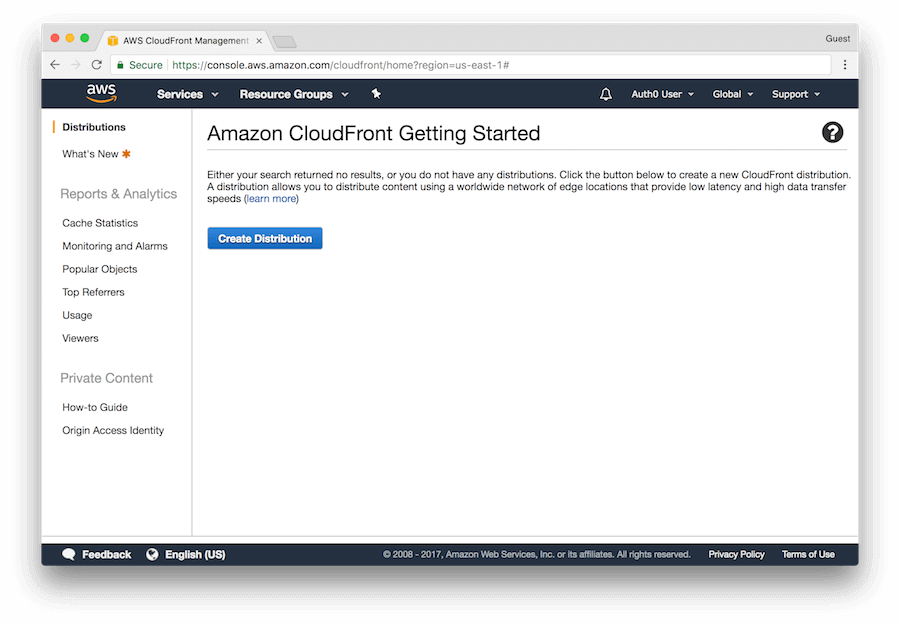 AWS CloudFront Management
Guest
Secure
https://console.aws.amazon.com/cloudfront/home?region=us-east-1#
aws
Services
Resource Groups
Auth0 User
Global
Support
Distributions
What's New
Reports & Analytics
Cache Statistics
Monitoring and Alarms
Popular Objects
Top Referrers
Usage
Viewers
Private Content
How-to Guide
Origin Access Identity
Amazon CloudFront Getting Started
?
Either your search returned no results, or you do not have any distributions. Click the button below to create a new CloudFront distribution.
A distribution allows you to distribute content using a worldwide network of edge locations that provide low latency and high data transfer
speeds (learn more)
Create Distribution
Feedback
English (US)
© 2008 - 2017, Amazon Web Services, Inc. or its affiliates. All rights reserved.
Privacy Policy
Terms of Use